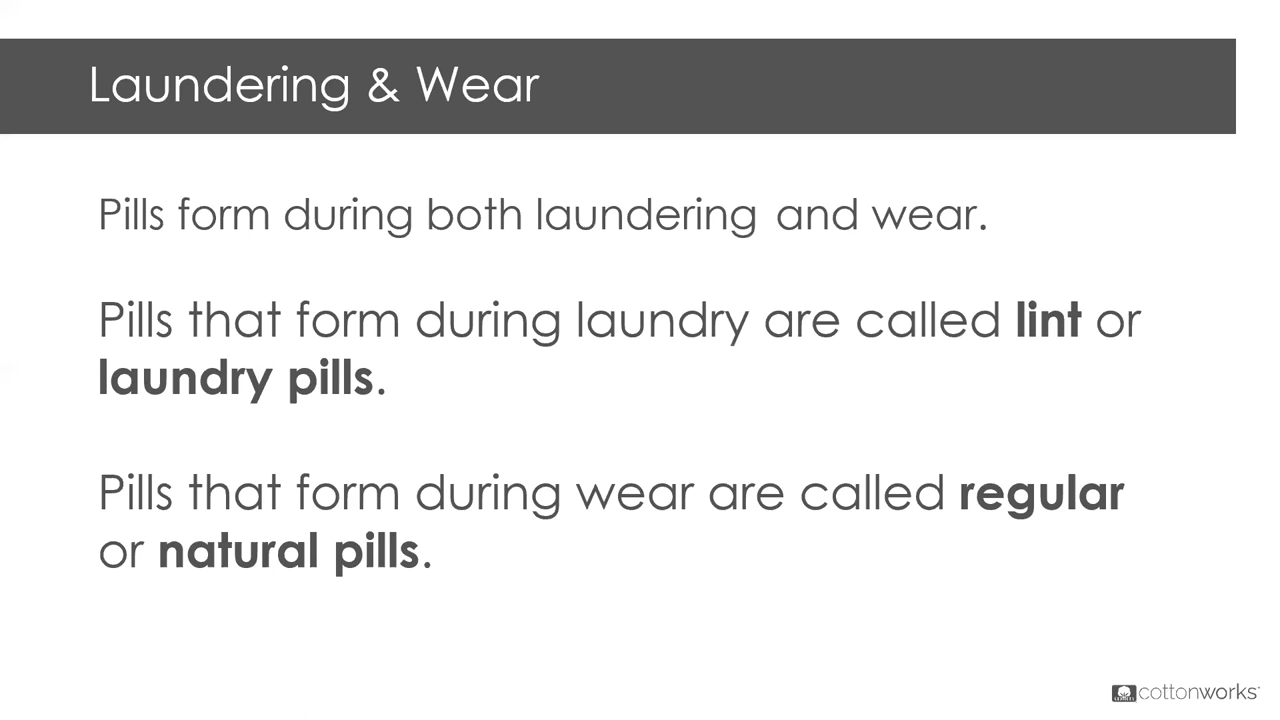 Laundering & Wear
Pills form during both laundering and wear.
Pills that form during laundry are called lint or
laundry pills.
Pills that form during wear are called regular
or natural pills.
cottonworks